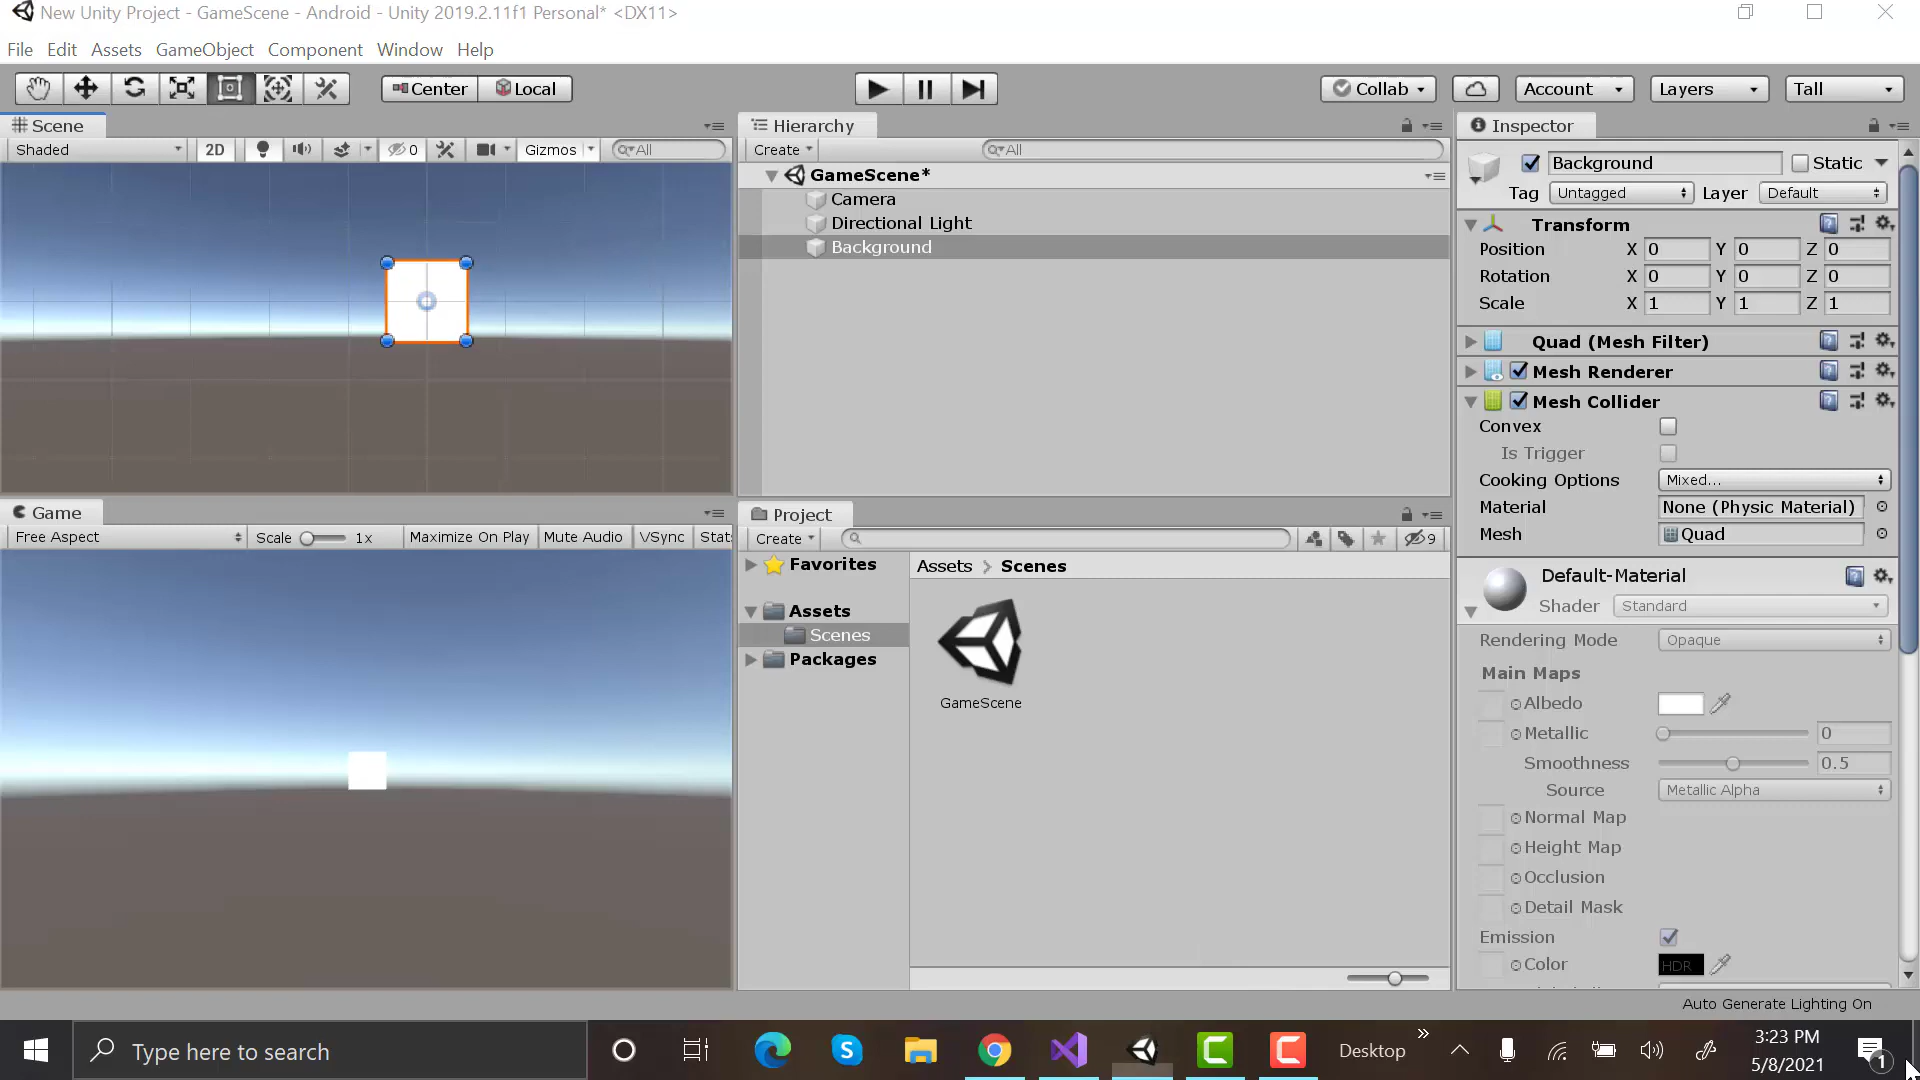 New Unity Project - GameScene - Android - Unity 2019.2.11f1 Personal* <DX11>
File Edit Assets GameObject Component Window Help
Center Local Collab Account Layers Tall
Scene
Shaded 2D 0 Gizmos All
Hierarchy
Create All
GameScene*
Camera
Directional Light
Background
Game
Free Aspect Scale 1x Maximize On Play Mute Audio VSync Stat
Project
Create 9
Favorites
Assets
Scenes
Packages
Assets > Scenes
GameScene
Inspector
Background Static
Tag Untagged Layer Default
Transform
Position X 0 Y 0 Z 0
Rotation X 0 Y 0 Z 0
Scale X 1 Y 1 Z 1
Quad (Mesh Filter)
Mesh Renderer
Mesh Collider
Convex
Is Trigger
Cooking Options Mixed...
Material None (Physic Material)
Mesh Quad
Default-Material
Shader Standard
Rendering Mode Opaque
Main Maps
Albedo
Metallic 0
Smoothness 0.5
Source Metallic Alpha
Normal Map
Height Map
Occlusion
Detail Mask
Emission
Color HDR
Auto Generate Lighting On
Type here to search
Desktop
3:23 PM
5/8/2021
1